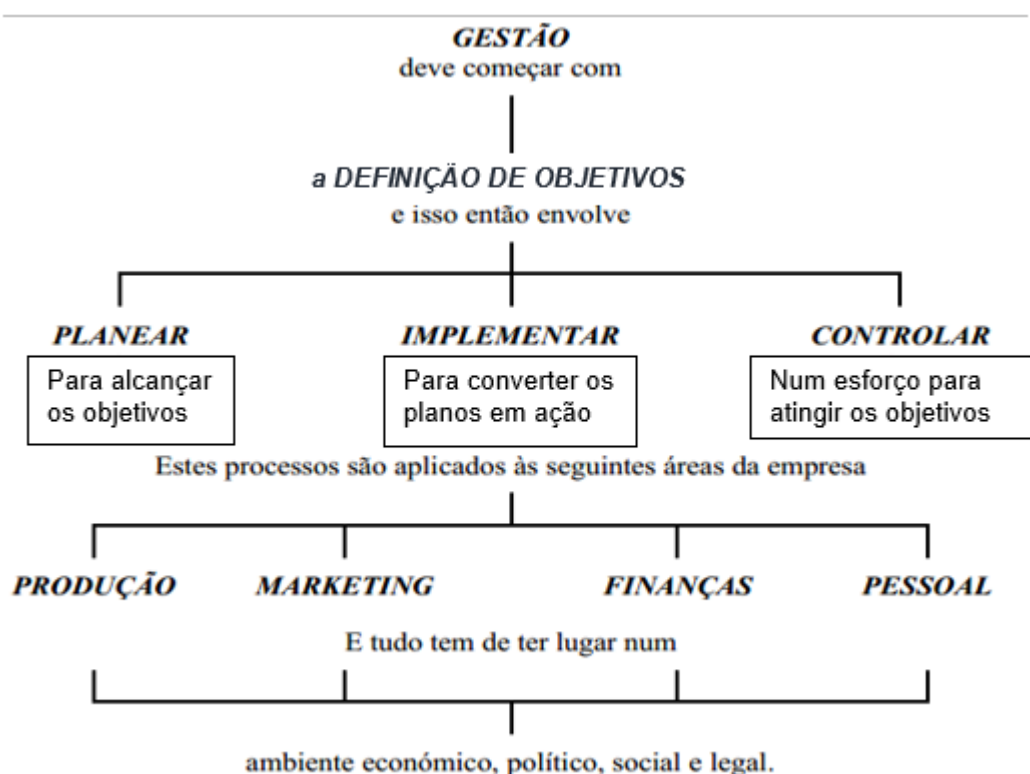 GESTÃO
deve começar com
a DEFINIÇÃO DE OBJETIVOS
e isso então envolve
PLANEAR IMPLEMENTAR CONTROLAR
Para alcançar
os objetivos
Para converter os
planos em ação
Num esforço para
atingir os objetivos
Estes processos são aplicados às seguintes áreas da empresa
PRODUÇÃO MARKETING FINANÇAS PESSOAL
E tudo tem de ter lugar num
ambiente económico, político, social e legal.